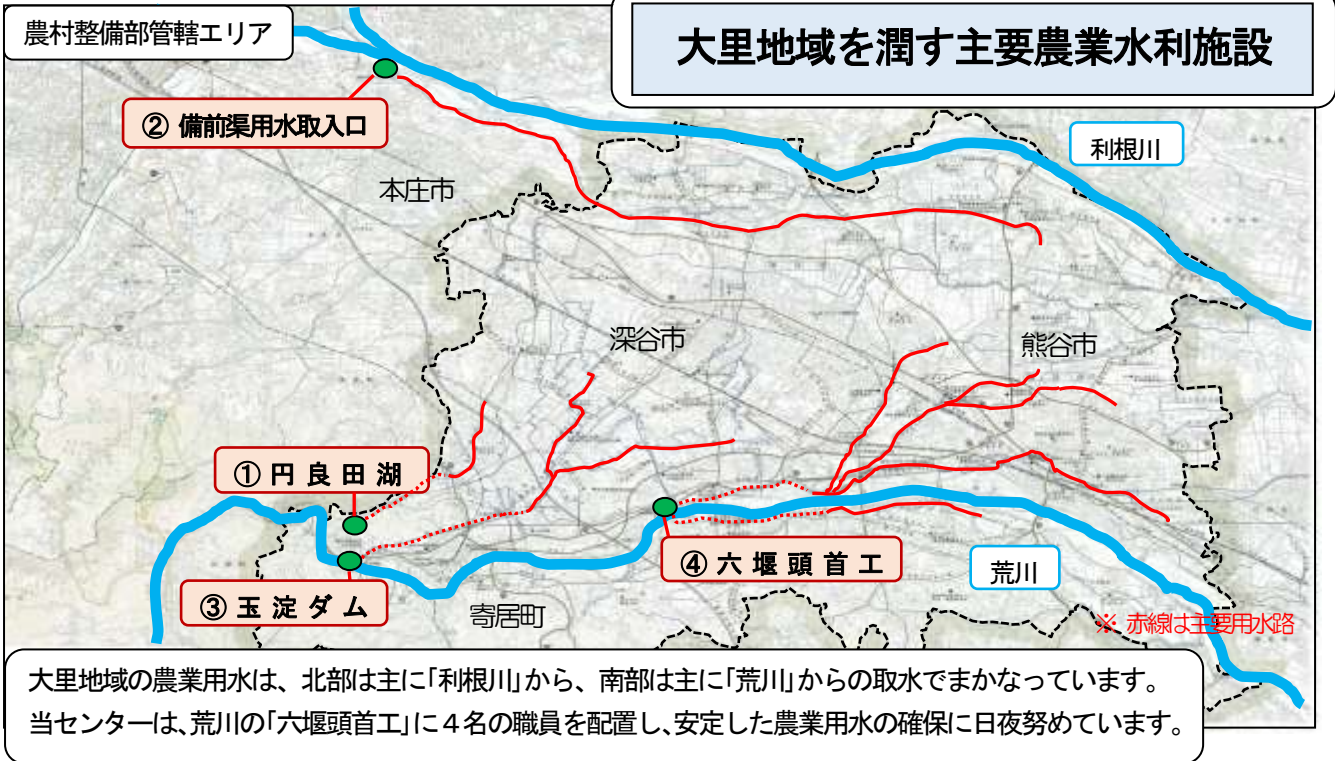 農村整備部管轄エリア
大里地域を潤す主要農業水利施設
② 備前渠用水取入口
利根川
本庄市
深谷市
熊谷市
① 円 良 田 湖
④ 六 堰 頭 首 工
荒川
③ 玉 淀 ダ ム
寄居町
※ 赤線は主要用水路
大里地域の農業用水は、北部は主に「利根川」から、南部は主に「荒川」からの取水でまかなっています。
当センターは、荒川の「六堰頭首工」に４名の職員を配置し、安定した農業用水の確保に日夜努めています。